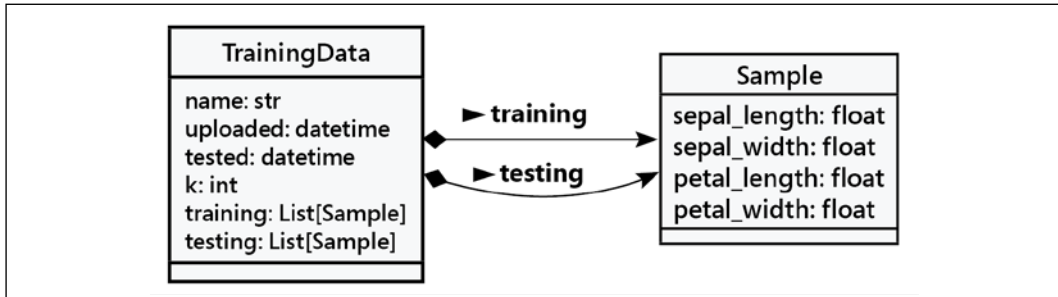 TrainingData
name: str
uploaded: datetime
tested: datetime
k: int
training: List[Sample]
testing: List[Sample]
► training
► testing
Sample
sepal_length: float
sepal_width: float
petal_length: float
petal_width: float